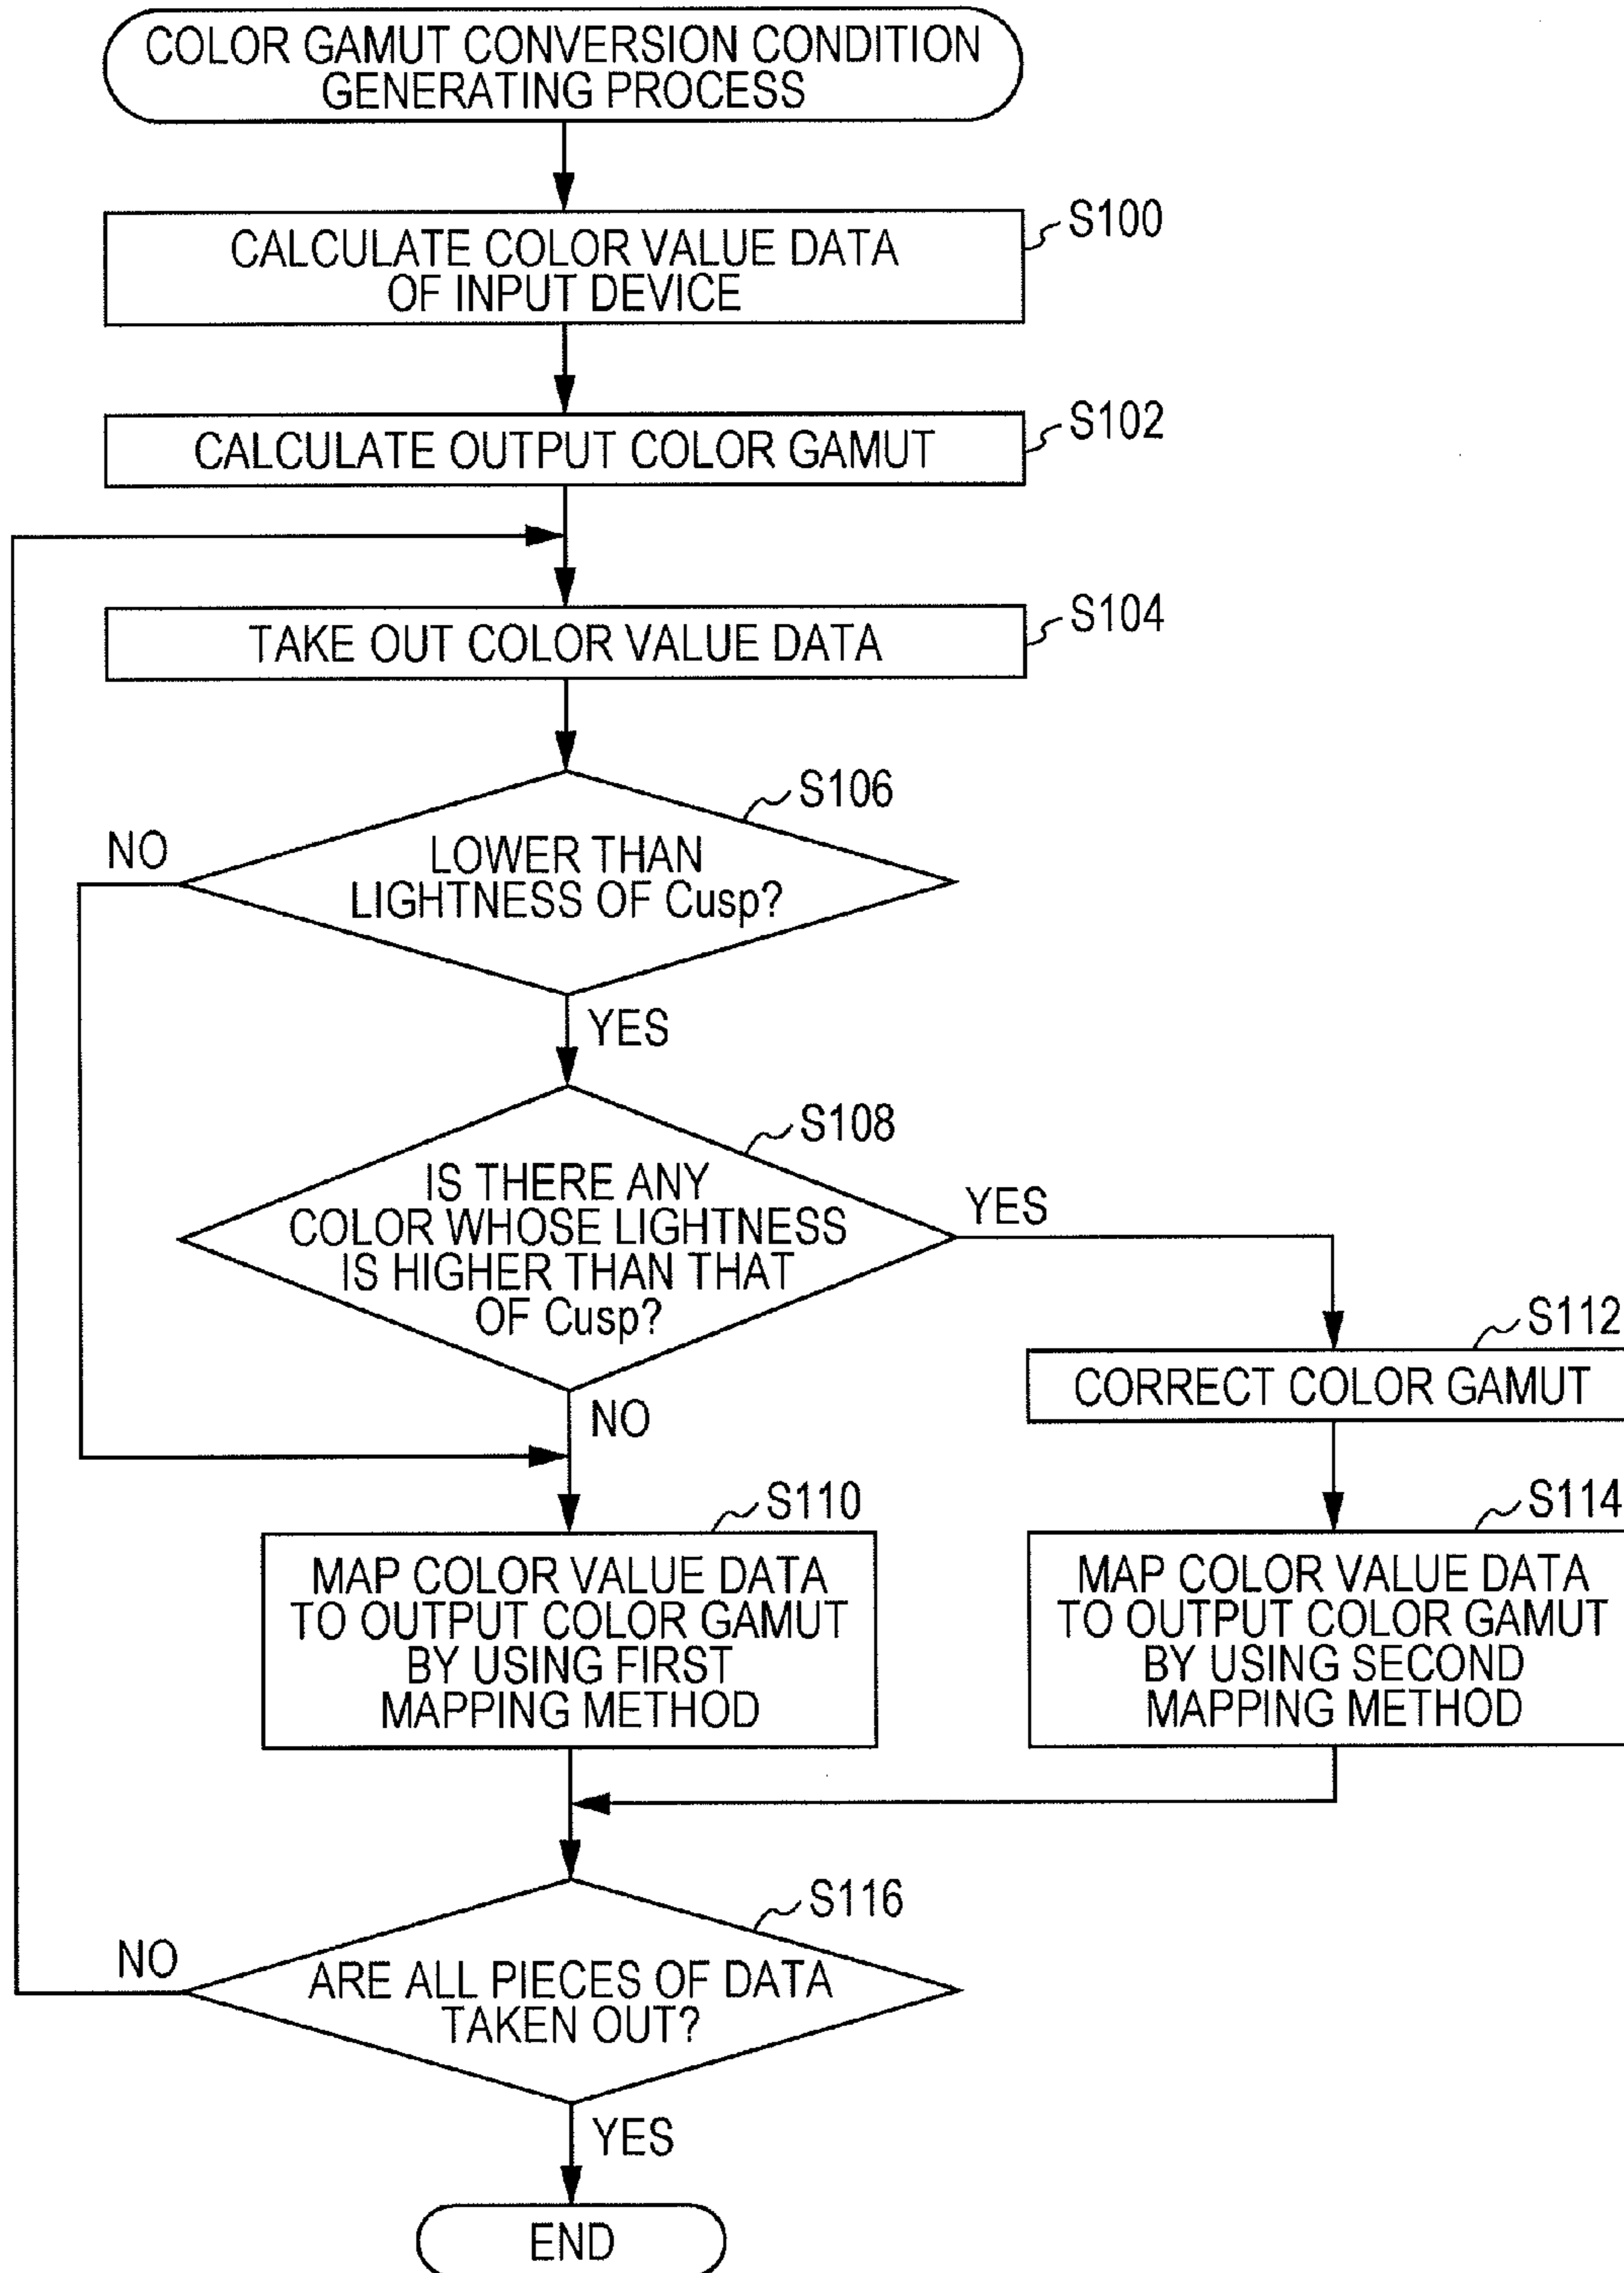 COLOR GAMUT CONVERSION CONDITION
GENERATING PROCESS
S100
CALCULATE COLOR VALUE DATA
OF INPUT DEVICE
S102
CALCULATE OUTPUT COLOR GAMUT
S104
TAKE OUT COLOR VALUE DATA
S106
NO
LOWER THAN
LIGHTNESS OF Cusp?
YES
S108
IS THERE ANY
COLOR WHOSE LIGHTNESS
IS HIGHER THAN THAT
OF Cusp?
YES
NO
S112
CORRECT COLOR GAMUT
S110
MAP COLOR VALUE DATA
TO OUTPUT COLOR GAMUT
BY USING FIRST
MAPPING METHOD
S114
MAP COLOR VALUE DATA
TO OUTPUT COLOR GAMUT
BY USING SECOND
MAPPING METHOD
S116
NO
ARE ALL PIECES OF DATA
TAKEN OUT?
YES
END